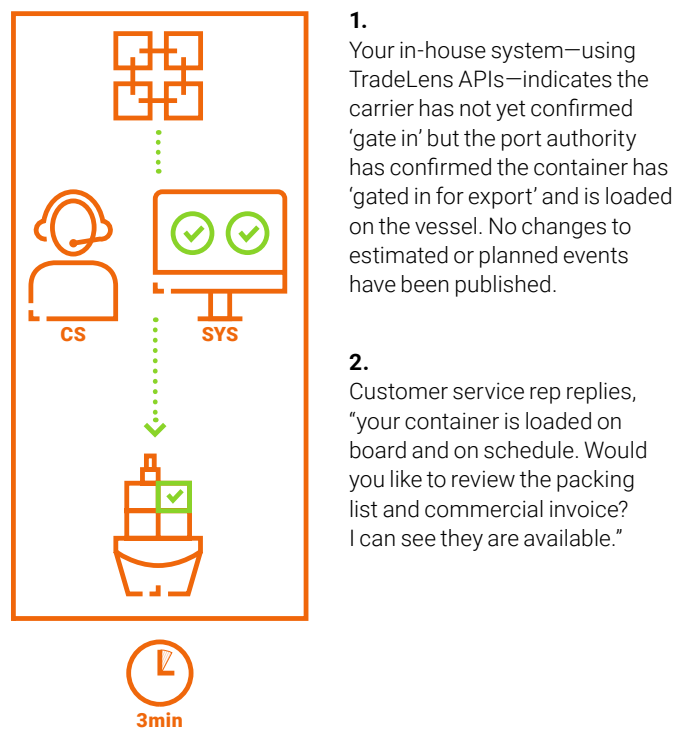 CS
SYS
3min
1.
Your in-house system—using
TradeLens APIs—indicates the
carrier has not yet confirmed
‘gate in’ but the port authority
has confirmed the container has
‘gated in for export’ and is loaded
on the vessel. No changes to
estimated or planned events
have been published.
2.
Customer service rep replies,
“your container is loaded on
board and on schedule. Would
you like to review the packing
list and commercial invoice?
I can see they are available.”